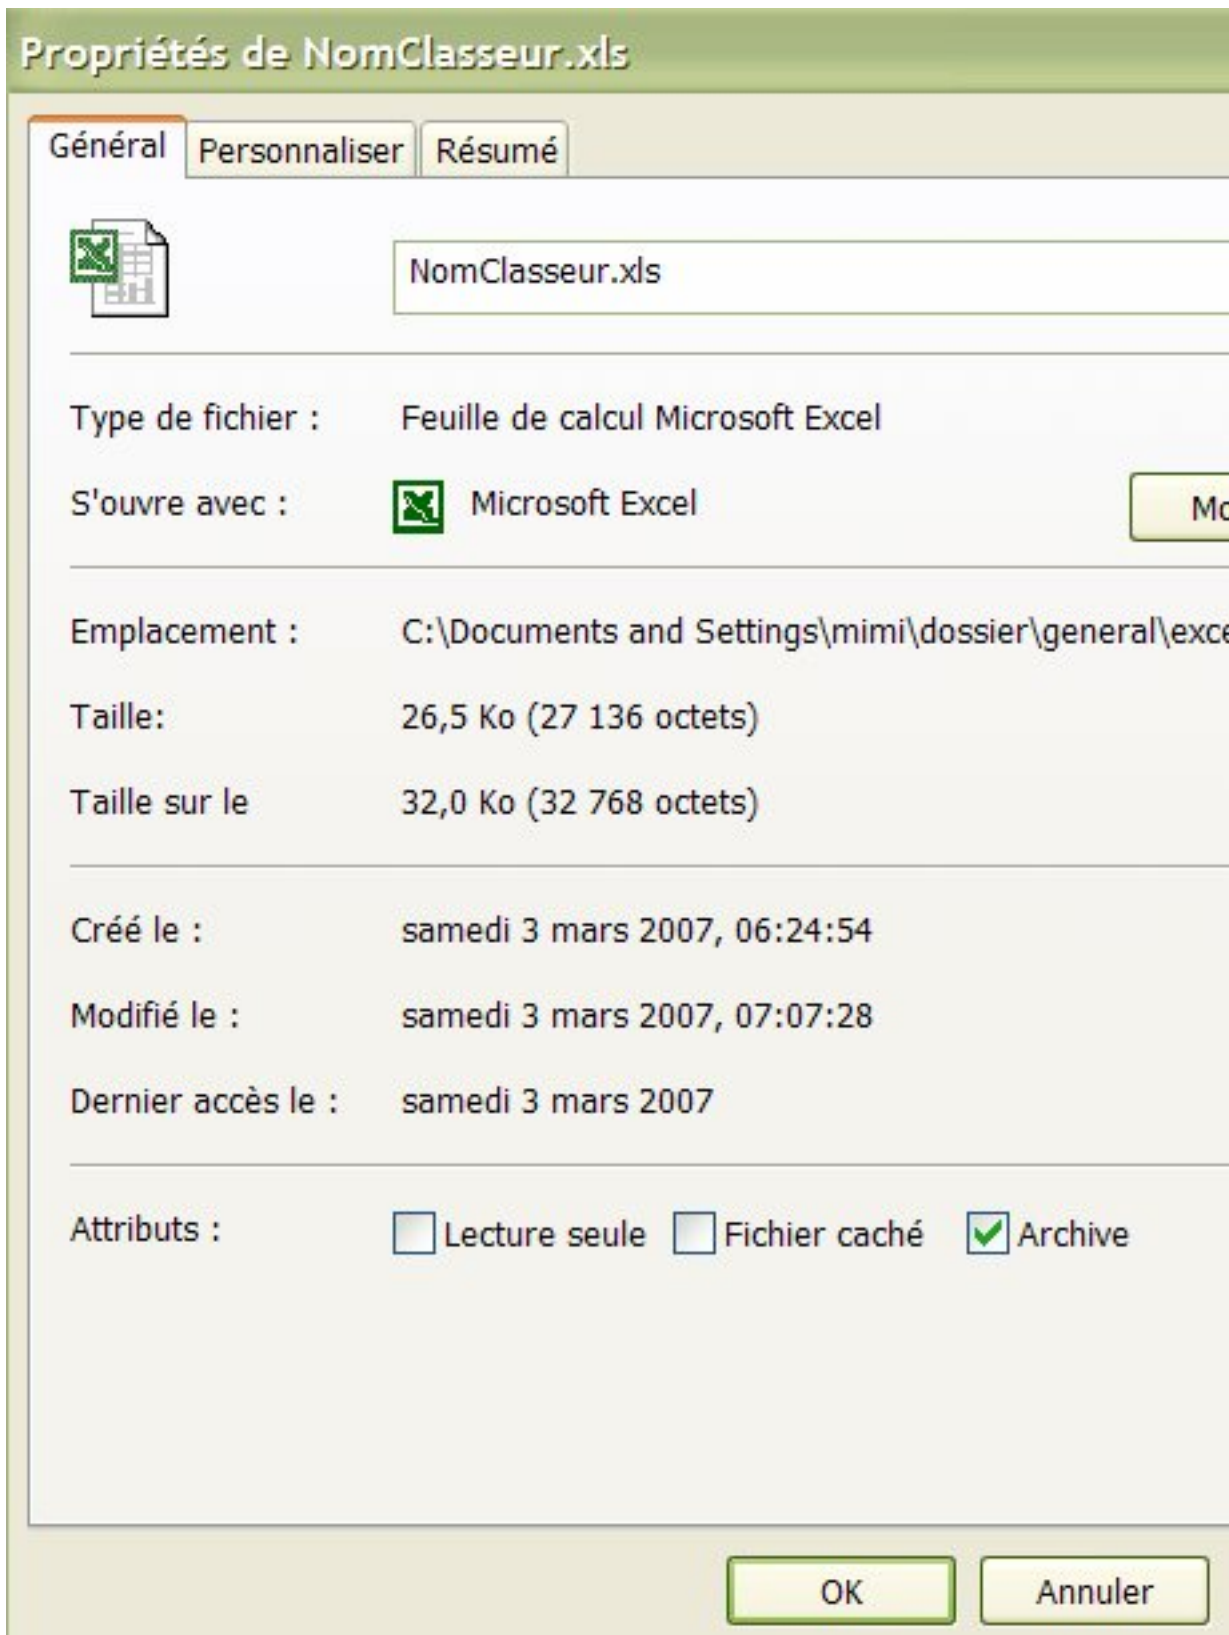 Propriétés de NomClasseur.xls
Général Personnaliser Résumé
NomClasseur.xls
Type de fichier : Feuille de calcul Microsoft Excel
S'ouvre avec : Microsoft Excel Mo
Emplacement : C:\Documents and Settings\mimi\dossier\general\exce
Taille: 26,5 Ko (27 136 octets)
Taille sur le 32,0 Ko (32 768 octets)
Créé le : samedi 3 mars 2007, 06:24:54
Modifié le : samedi 3 mars 2007, 07:07:28
Dernier accès le : samedi 3 mars 2007
Attributs : Lecture seule Fichier caché Archive
OK Annuler